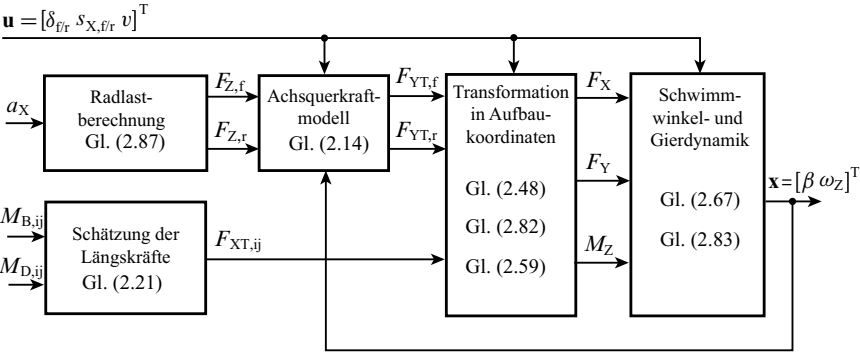 u = [δf/r sX,f/r v]T
aX
Radlast-
berechnung
Gl. (2.87)
FZ,f
FZ,r
Achsquerkraft-
modell
Gl. (2.14)
FYT,f
FYT,r
Transformation
in Aufbau-
koordinaten
Gl. (2.48)
Gl. (2.82)
Gl. (2.59)
FX
FY
MZ
Schwimm-
winkel- und
Gierdynamik
Gl. (2.67)
Gl. (2.83)
x=[β ωZ]T
MB,ij
MD,ij
Schätzung der
Längskräfte
Gl. (2.21)
FXT,ij